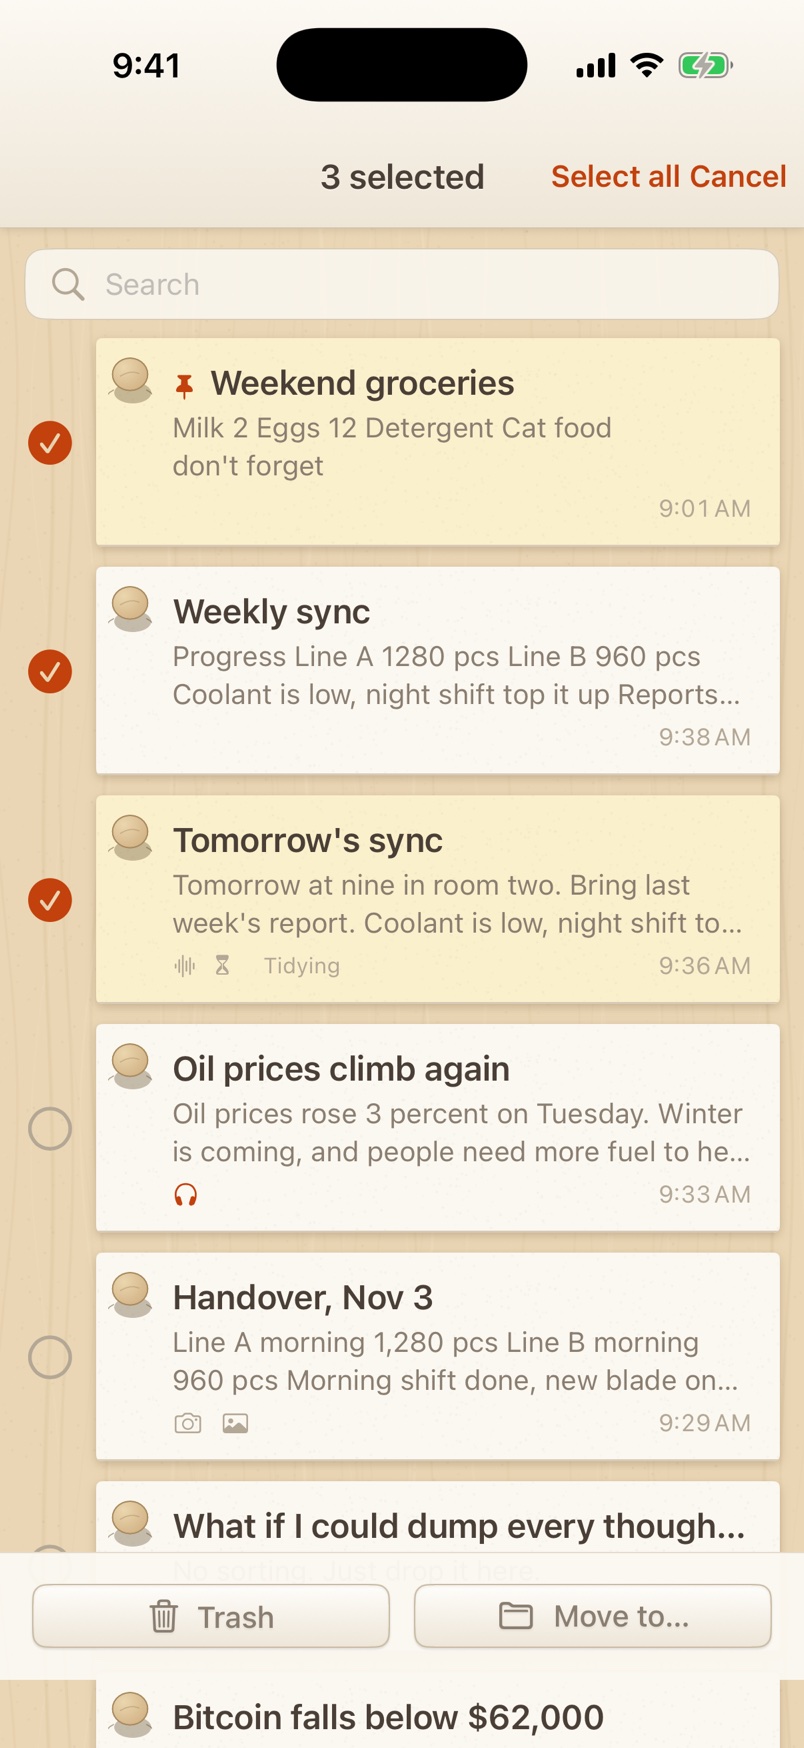 9:41
3 selected
Select all Cancel
Search
Weekend groceries
Milk 2 Eggs 12 Detergent Cat food
don't forget
9:01 AM
Weekly sync
Progress Line A 1280 pcs Line B 960 pcs
Coolant is low, night shift top it up Reports...
9:38 AM
Tomorrow's sync
Tomorrow at nine in room two. Bring last
week's report. Coolant is low, night shift to...
Tidying
9:36 AM
Oil prices climb again
Oil prices rose 3 percent on Tuesday. Winter
is coming, and people need more fuel to he...
9:33 AM
Handover, Nov 3
Line A morning 1,280 pcs Line B morning
960 pcs Morning shift done, new blade on...
9:29 AM
What if I could dump every though...
No sorting. Just drop it here.
Trash
Move to...
Bitcoin falls below $62,000